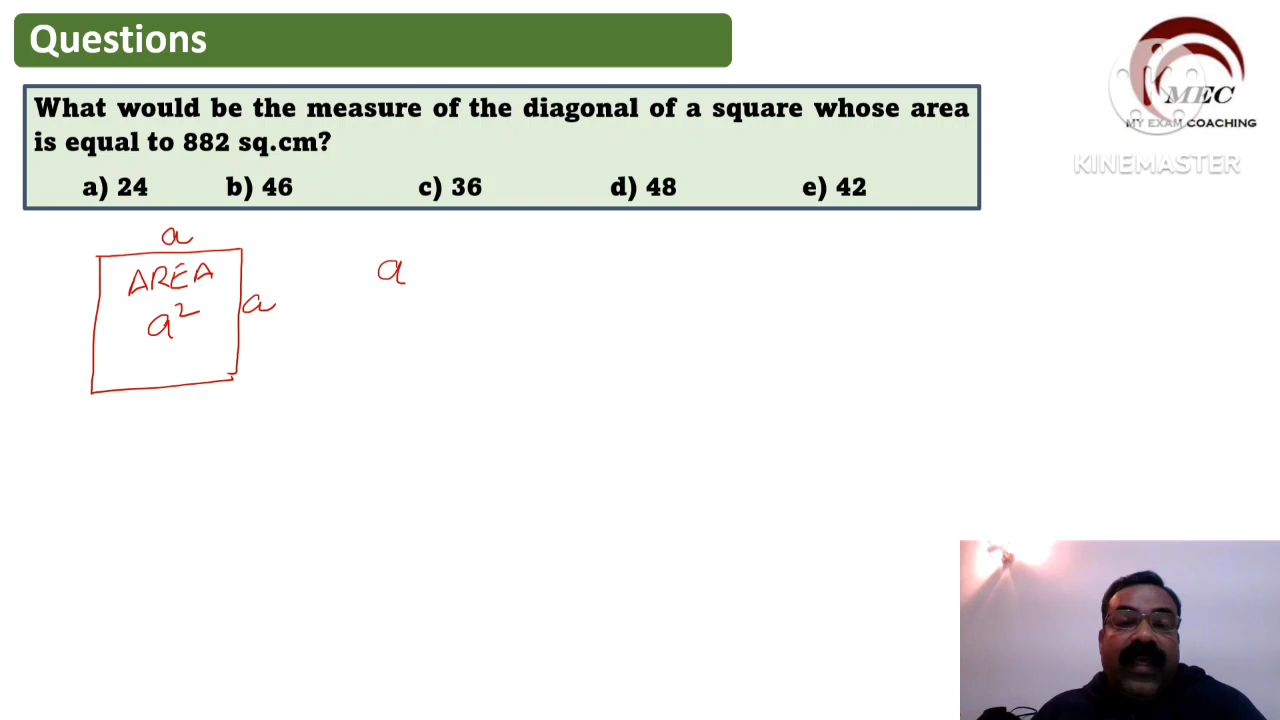 Questions
MEC
MY EXAM COACHING
KINEMASTER
What would be the measure of the diagonal of a square whose area
is equal to 882 sq.cm?
a) 24 b) 46 c) 36 d) 48 e) 42
a
AREA
a²
a
a